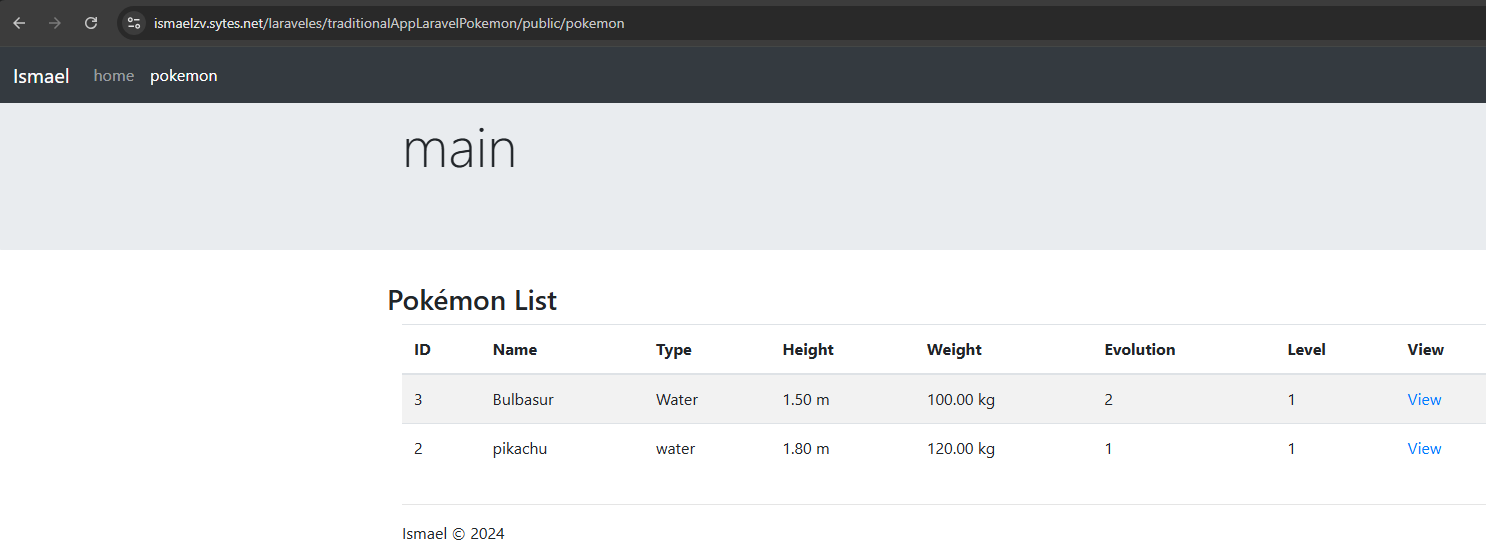 ismaelzv.sytes.net/laraveles/traditionalAppLaravelPokemon/public/pokemon
Ismael home pokemon
main
Pokémon List
ID Name Type Height Weight Evolution Level View
3 Bulbasur Water 1.50 m 100.00 kg 2 1 View
2 pikachu water 1.80 m 120.00 kg 1 1 View
Ismael © 2024